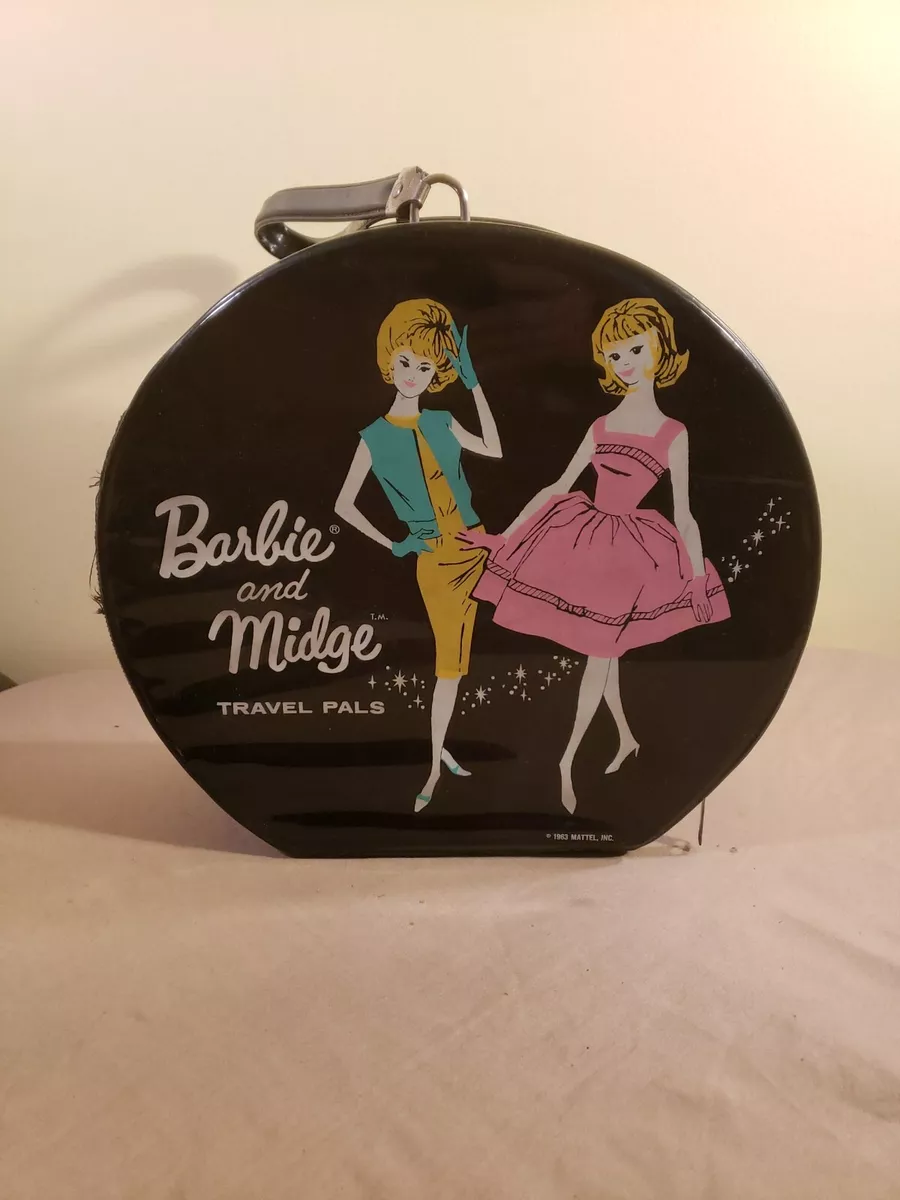 Barbie®
and
Midge T.M.
TRAVEL PALS
© 1963 MATTEL, INC.